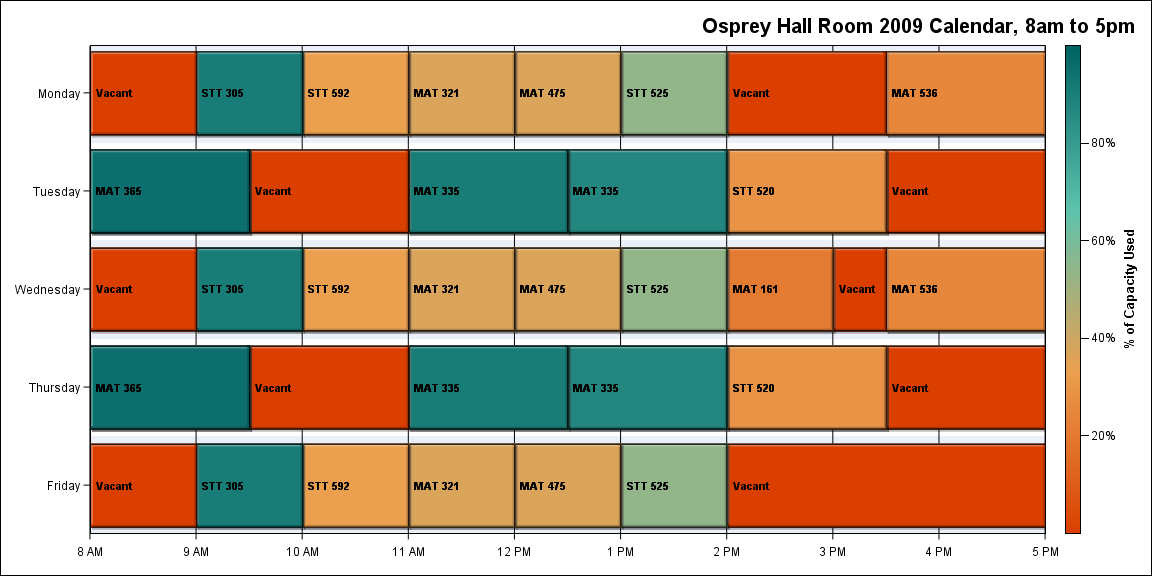 Osprey Hall Room 2009 Calendar, 8am to 5pm
Monday
Vacant
STT 305
STT 592
MAT 321
MAT 475
STT 525
Vacant
MAT 536
Tuesday
MAT 365
Vacant
MAT 335
MAT 335
STT 520
Vacant
Wednesday
Vacant
STT 305
STT 592
MAT 321
MAT 475
STT 525
MAT 161
Vacant
MAT 536
Thursday
MAT 365
Vacant
MAT 335
MAT 335
STT 520
Vacant
Friday
Vacant
STT 305
STT 592
MAT 321
MAT 475
STT 525
Vacant
8 AM
9 AM
10 AM
11 AM
12 PM
1 PM
2 PM
3 PM
4 PM
5 PM
80%
60%
40%
20%
% of Capacity Used